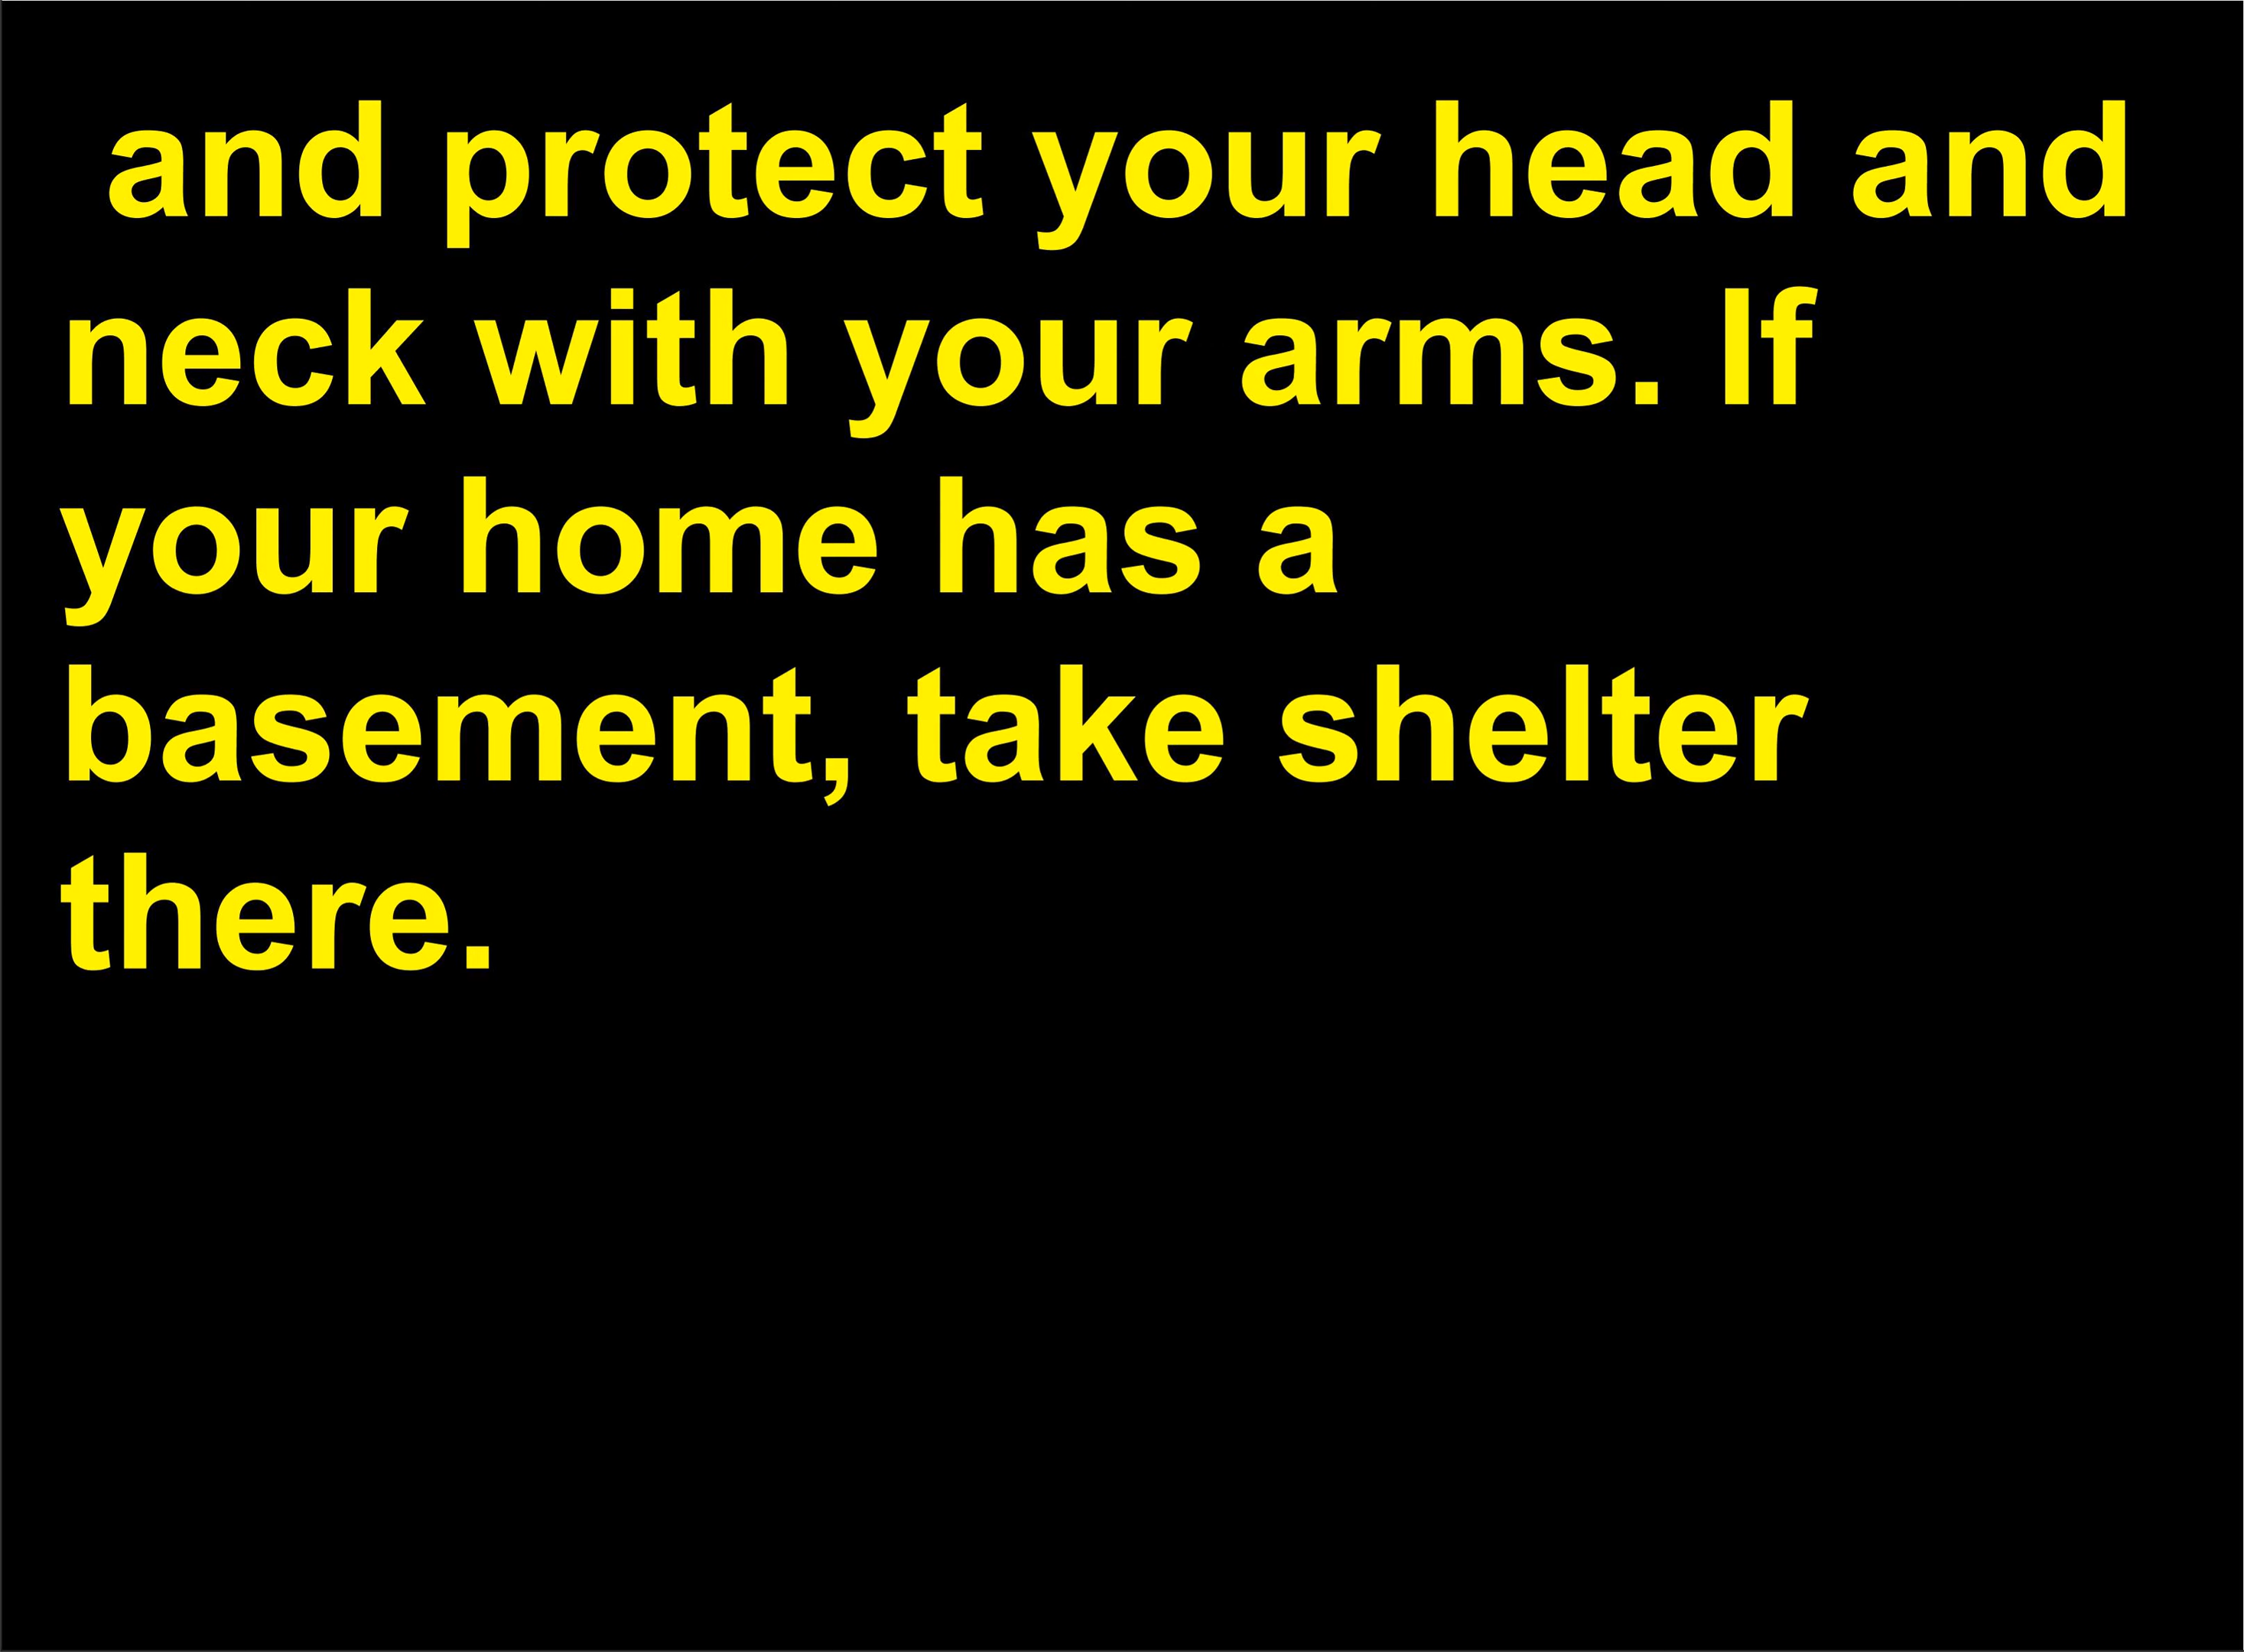 and protect your head and
neck with your arms. If
your home has a
basement, take shelter
there.